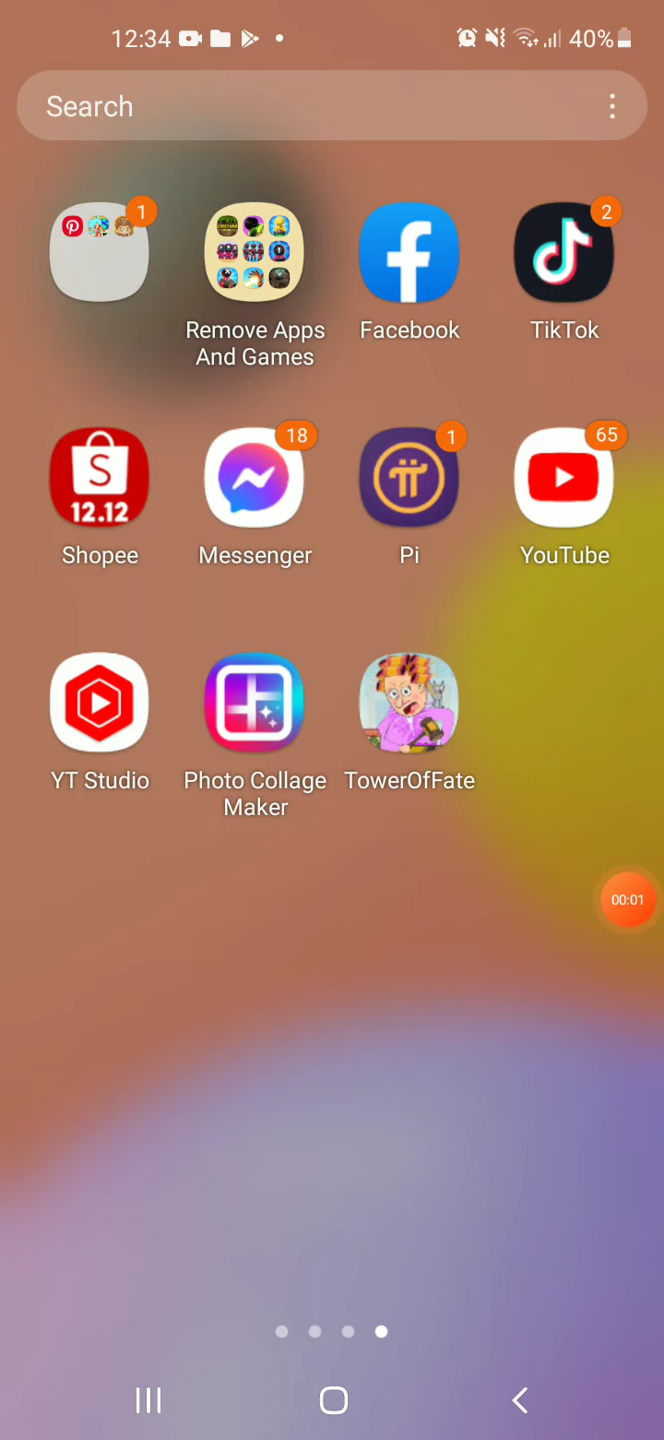 12:34
40%
Search
1
2
Remove Apps
And Games
Facebook
TikTok
S
12.12
18
1
65
Shopee
Messenger
Pi
YouTube
YT Studio
Photo Collage
Maker
TowerOfFate
00:01